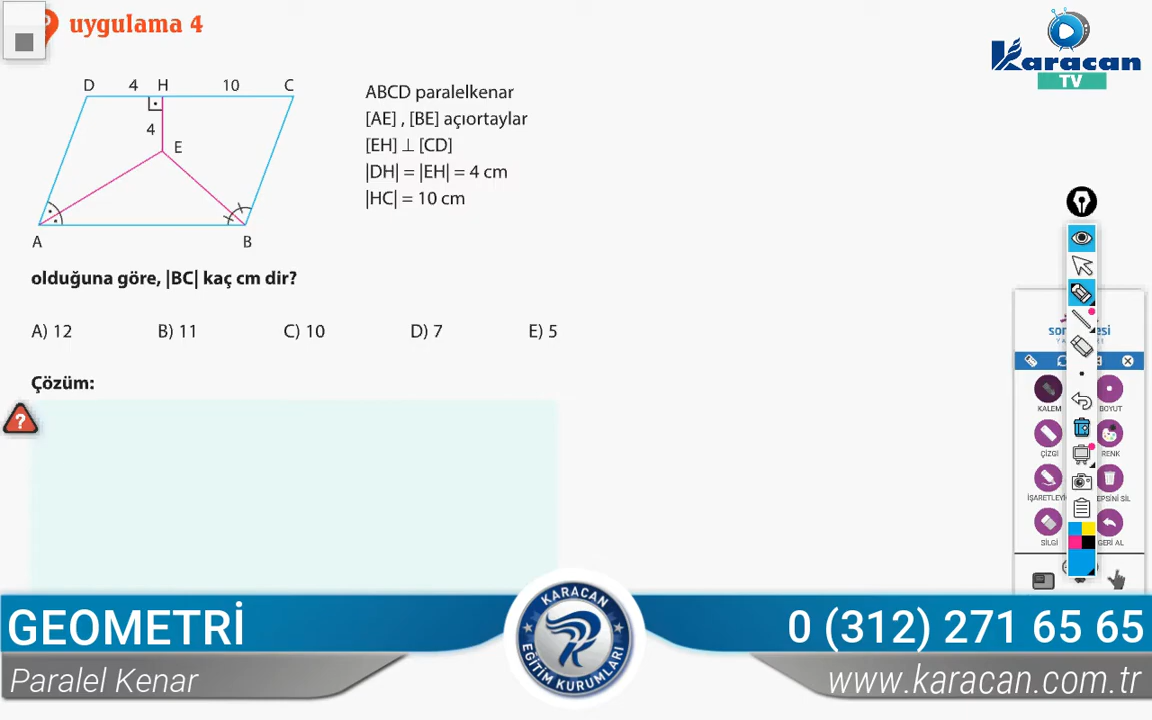 uygulama 4
Karacan
TV
D 4 H 10 C
4
E
A B
ABCD paralelkenar
[AE] , [BE] açıortaylar
[EH] ⊥ [CD]
|DH| = |EH| = 4 cm
|HC| = 10 cm
olduğuna göre, |BC| kaç cm dir?
A) 12 B) 11 C) 10 D) 7 E) 5
Çözüm:
?
KALEM BOYUT
ÇİZGİ RENK
SİLGİ GERİ AL
GEOMETRİ
Paralel Kenar
KARACAN
EĞİTİM KURUMLARI
0 (312) 271 65 65
www.karacan.com.tr